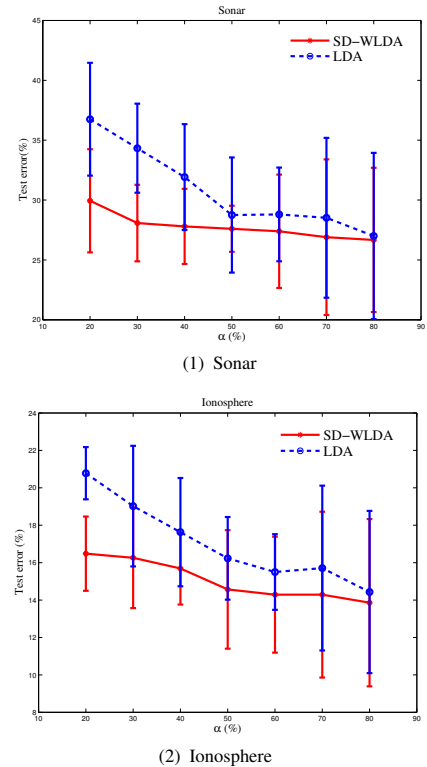 Sonar
45
40
35
30
25
20
Test error(%)
SD-WLDA
LDA
10 20 30 40 50 60 70 80 90
α (%)
(1) Sonar
Ionosphere
24
22
20
18
16
14
12
10
8
Test error (%)
SD-WLDA
LDA
10 20 30 40 50 60 70 80 90
α (%)
(2) Ionosphere